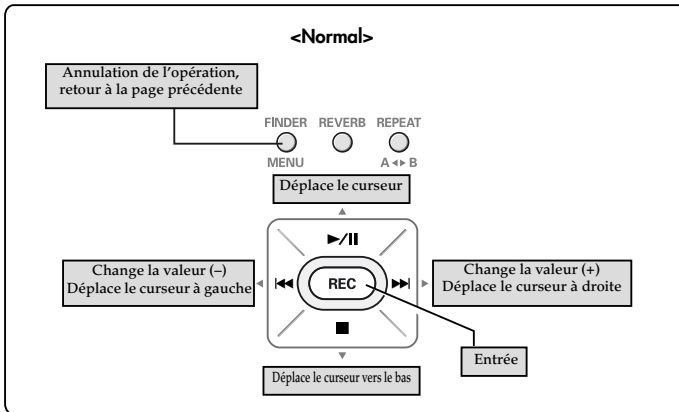 <Normal>
Annulation de l'opération,
retour à la page précédente
FINDER REVERB REPEAT
MENU A◂▸B
Déplace le curseur
Change la valeur (–)
Déplace le curseur à gauche
REC
Change la valeur (+)
Déplace le curseur à droite
Entrée
Déplace le curseur vers le bas